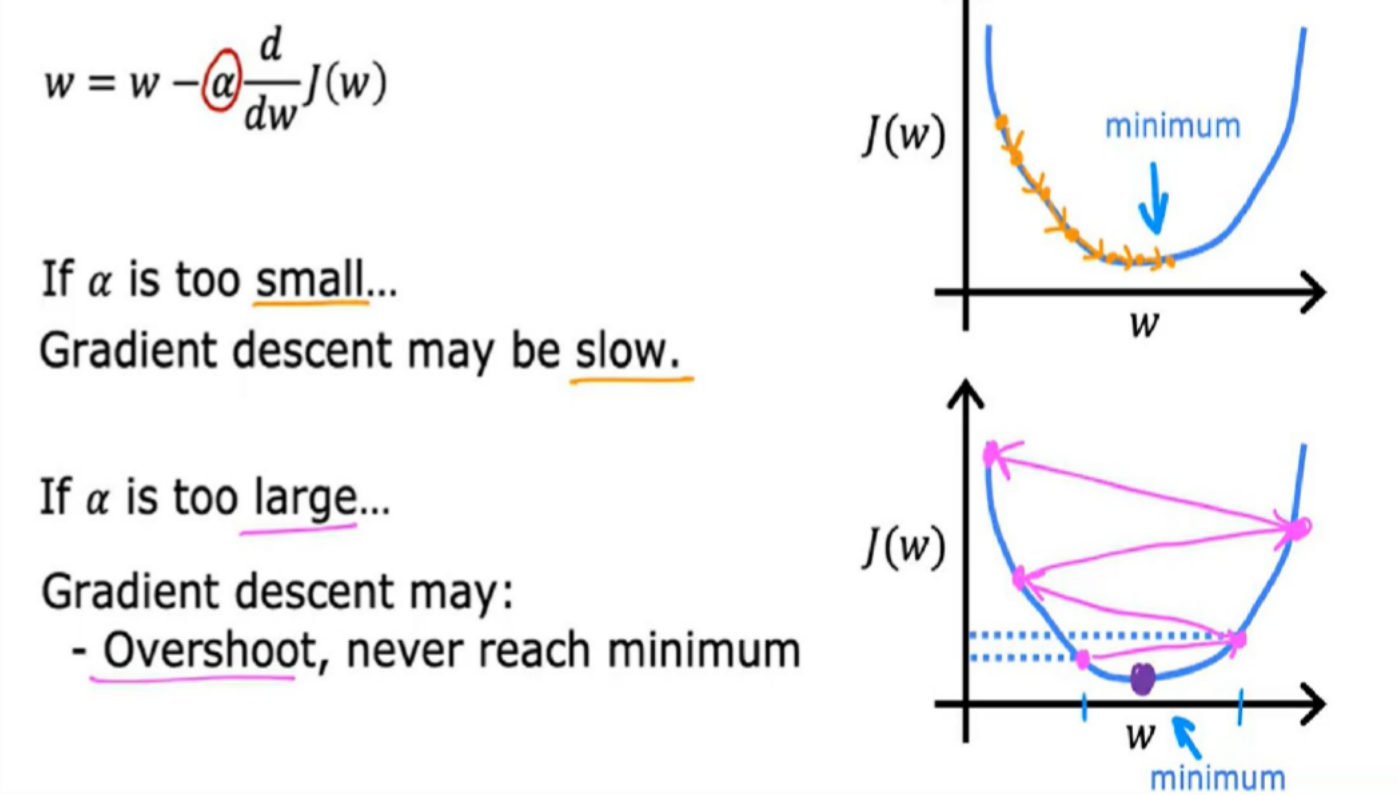 w = w − α d/dw J(w)
If α is too small...
Gradient descent may be slow.
If α is too large...
Gradient descent may:
- Overshoot, never reach minimum
J(w)
minimum
w
J(w)
w
minimum